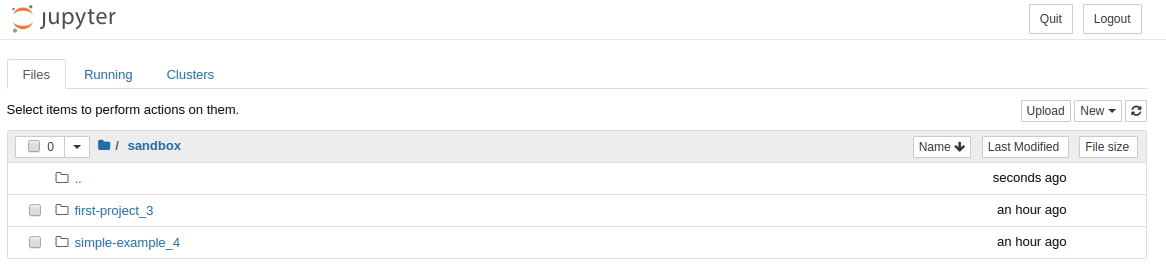 jupyter Quit Logout
Files Running Clusters
Select items to perform actions on them. Upload New
0 / sandbox Name Last Modified File size
.. seconds ago
first-project_3 an hour ago
simple-example_4 an hour ago